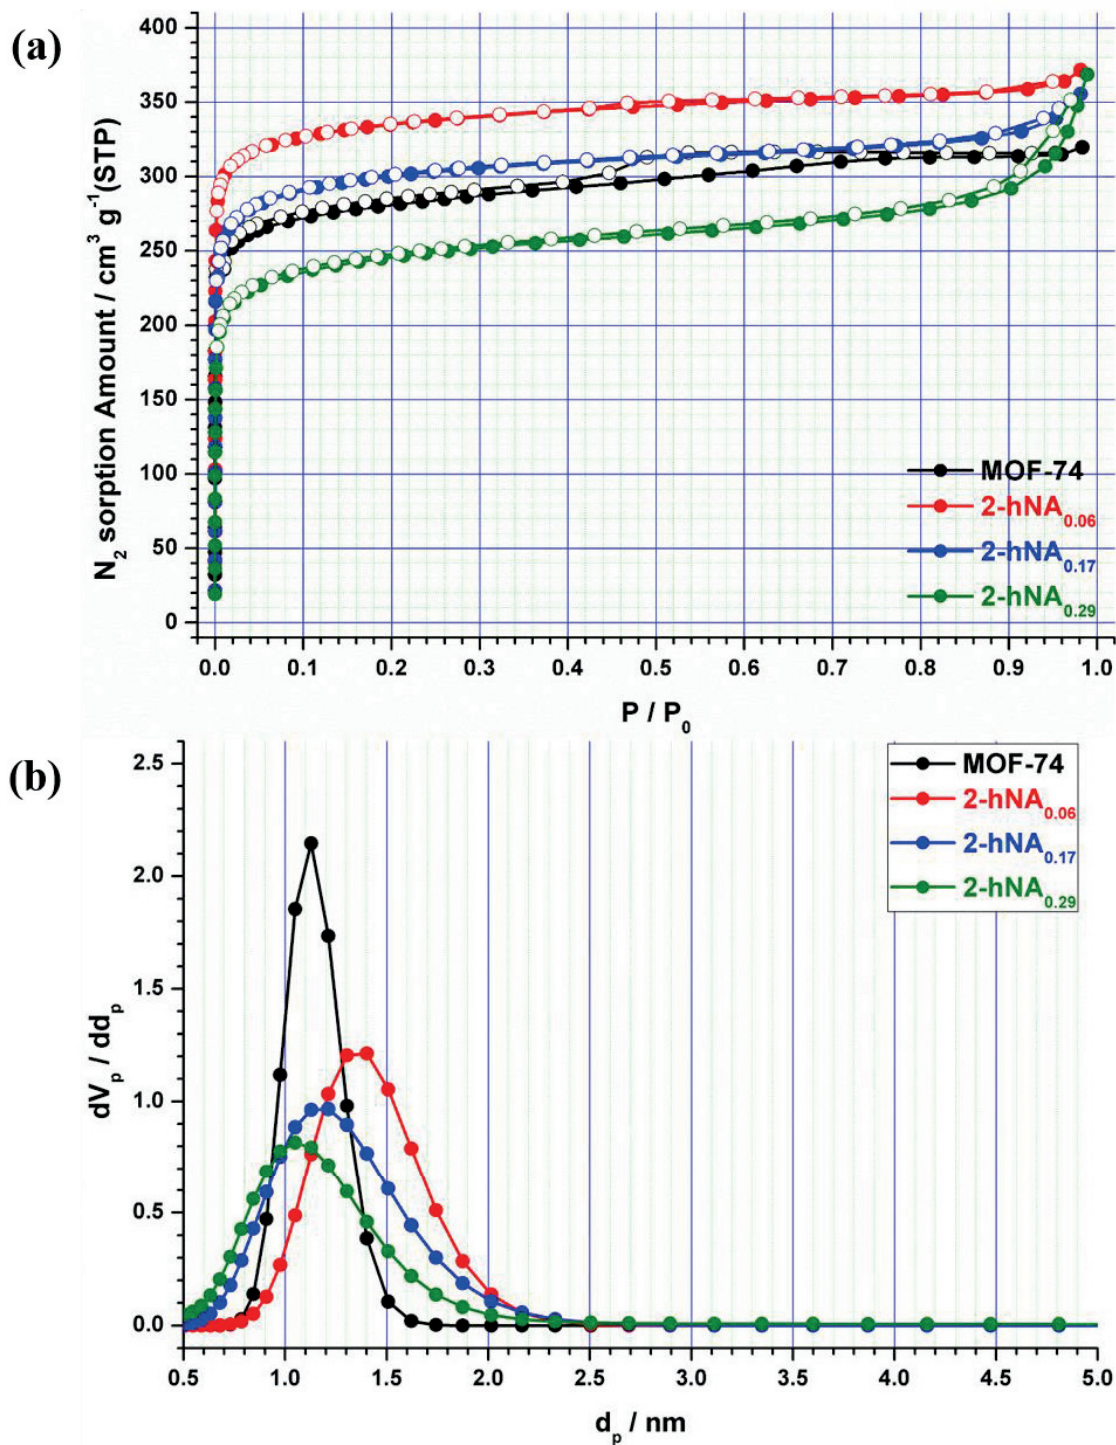 (a)
400
350
300
250
200
150
100
50
0
N₂ sorption Amount / cm³ g⁻¹(STP)
MOF-74
2-hNA₀.₀₆
2-hNA₀.₁₇
2-hNA₀.₂₉
0.0 0.1 0.2 0.3 0.4 0.5 0.6 0.7 0.8 0.9 1.0
P / P₀
(b)
2.5
2.0
1.5
1.0
0.5
0.0
dVₚ / ddₚ
MOF-74
2-hNA₀.₀₆
2-hNA₀.₁₇
2-hNA₀.₂₉
0.5 1.0 1.5 2.0 2.5 3.0 3.5 4.0 4.5 5.0
dₚ / nm